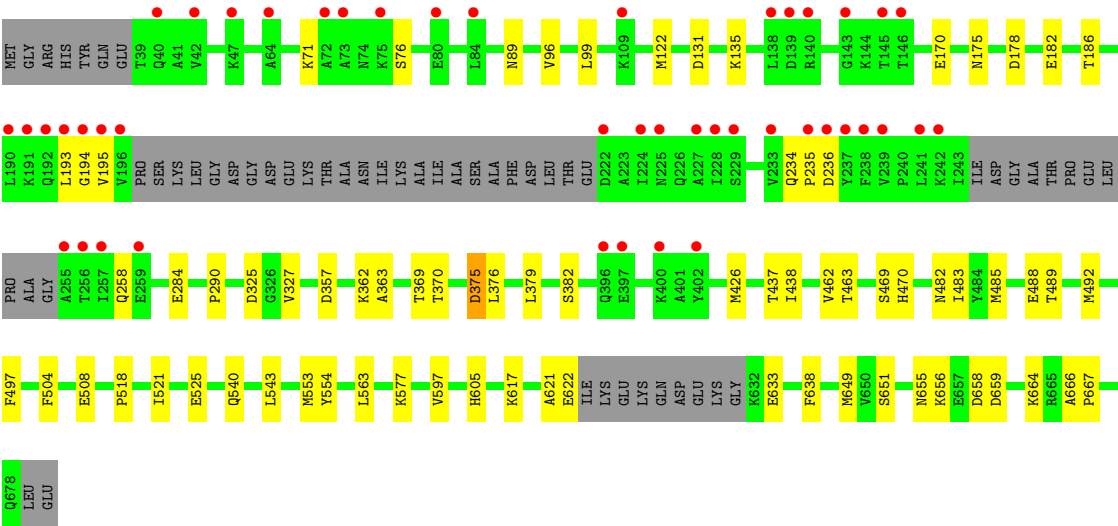 MET GLY ARG HIS TYR GLN GLU T39 Q40 A41 V42 K47 A64 K71 A72 A73 N74 K75 S76 E80 L84 N89 V96 L99 K109 M122 D131 K135 L138 D139 R140 G143 K144 T145 T146 E170 N175 D178 E182 T186
L190 K191 Q192 L193 G194 V195 V196 PRO SER LYS LEU GLY ASP GLY ASP GLU LYS THR ALA ASN ILE LYS ALA ILE ALA SER ALA PHE ASP LEU THR GLU D222 A223 I224 N225 Q226 A227 I228 S229 V233 Q234 P235 D236 Y237 F238 V239 P240 L241 K242 I243 ILE ASP GLY ALA THR PRO GLU LEU
PRO ALA GLY A255 T256 I257 Q258 E259 E284 P290 D325 G326 V327 D357 K362 A363 T369 T370 D375 L376 L379 S382 Q396 E397 K400 A401 Y402 M426 T437 I438 V462 T463 S469 H470 N482 I483 Y484 M485 E488 T489 M492
F497 F504 E508 P518 I521 E525 Q540 L543 M553 Y554 L563 K577 V597 H605 K617 A621 E622 ILE LYS GLU LYS GLN ASP GLU LYS GLY K632 E633 F638 M649 V650 S651 N655 K656 E657 D658 D659 K664 R665 A666 P667
Q678 LEU GLU